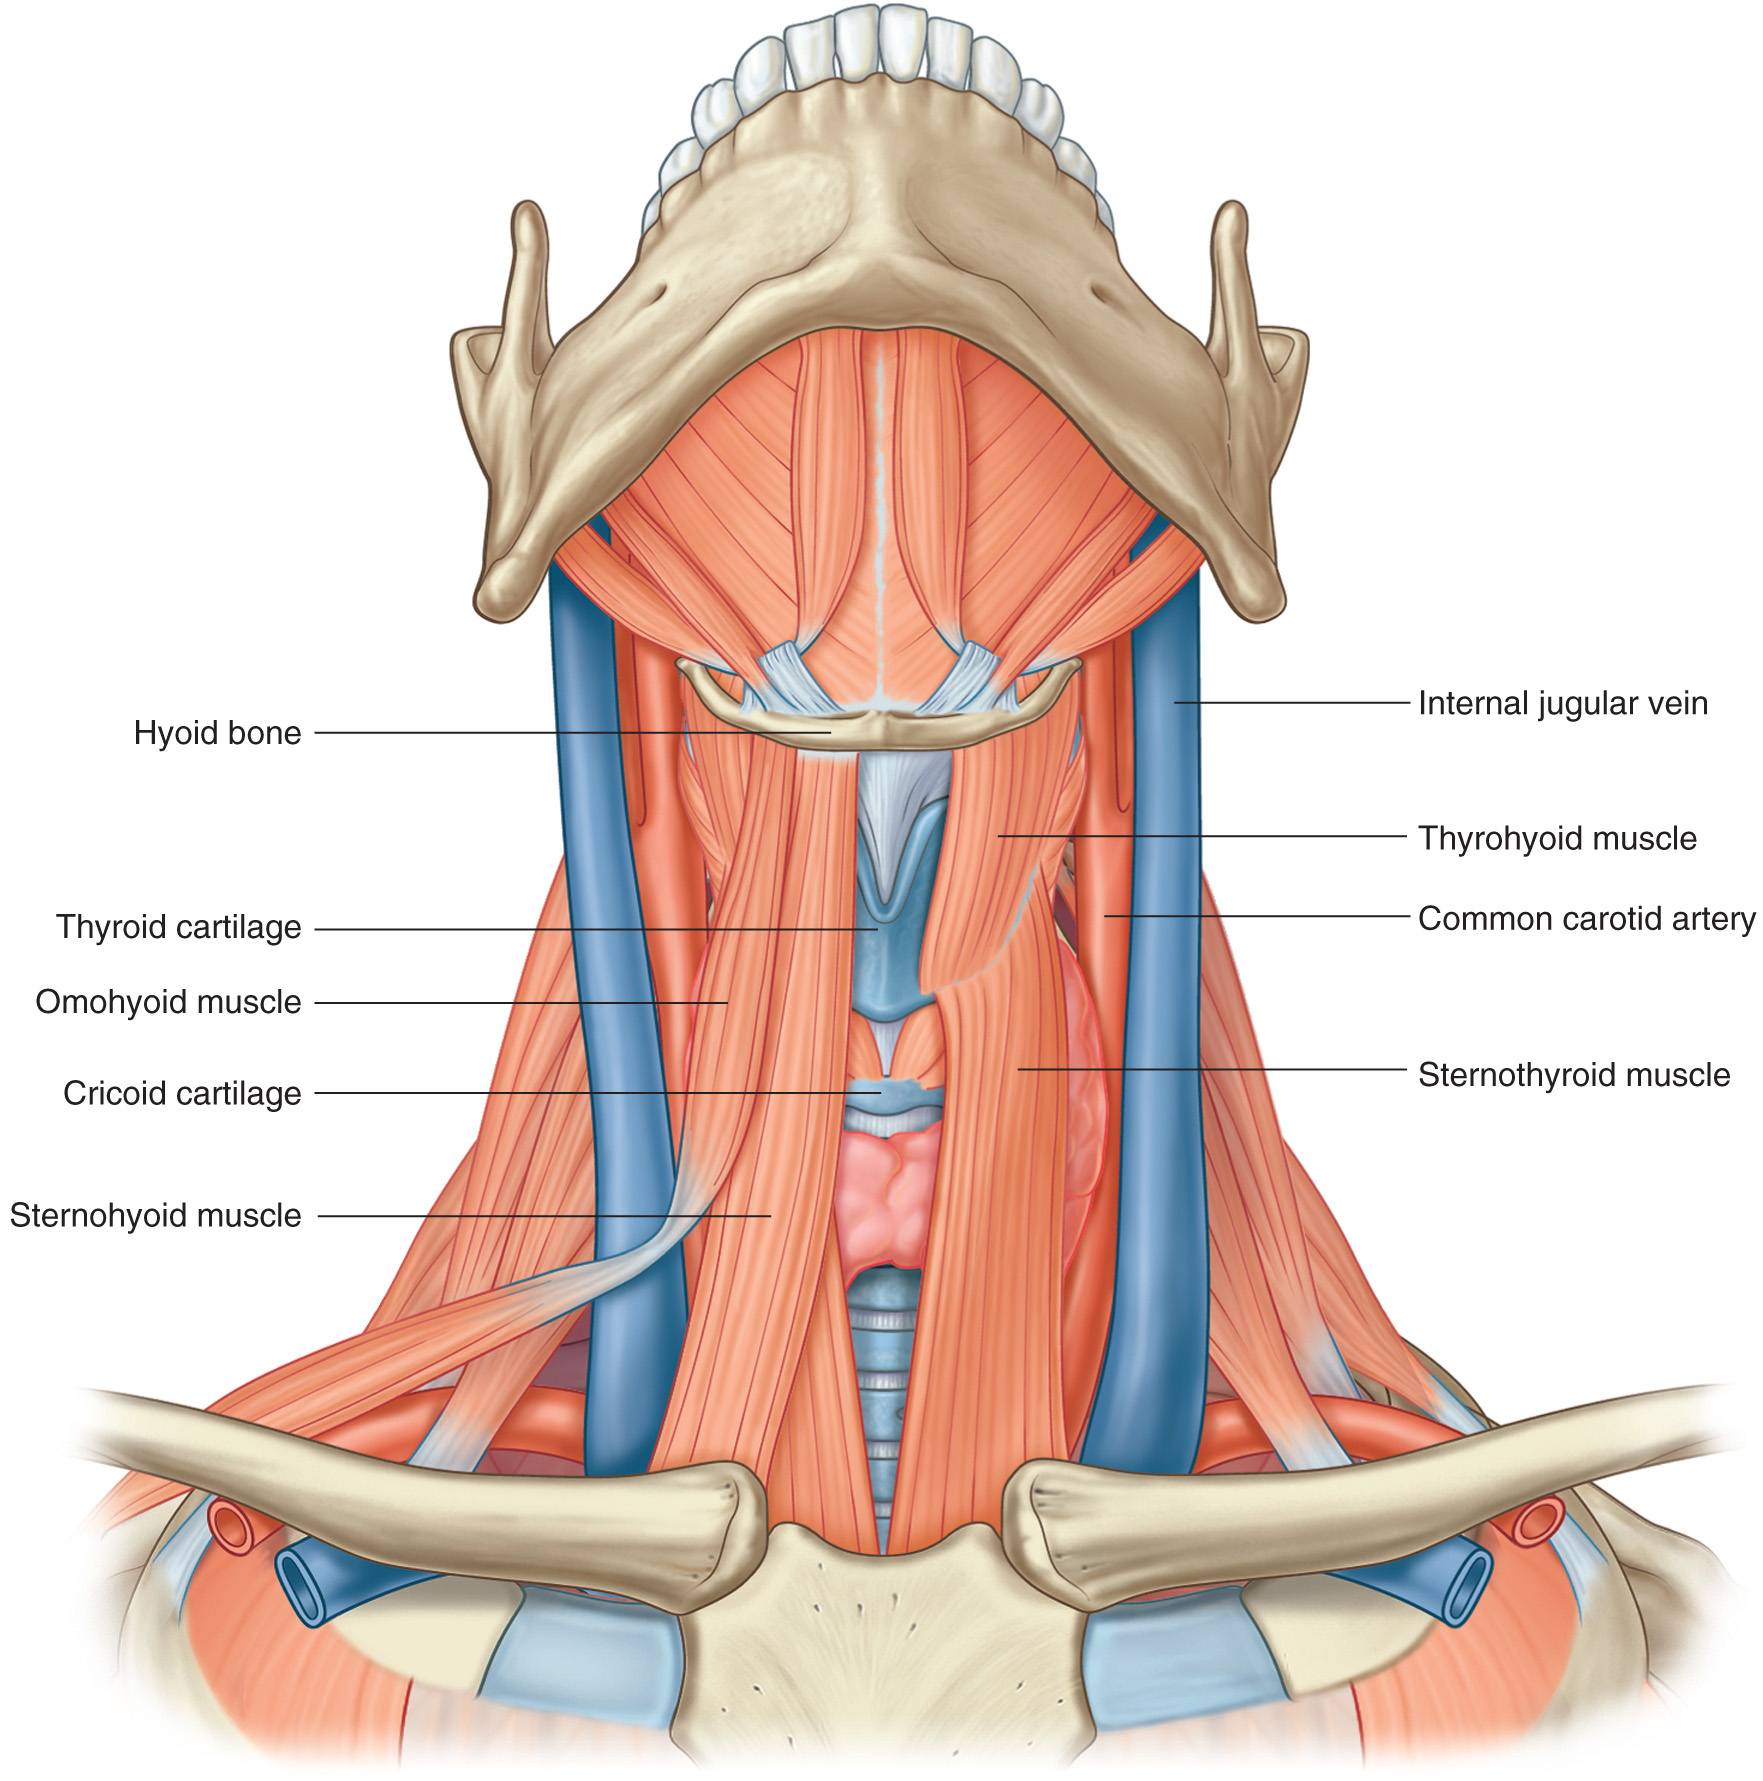 Hyoid bone
Thyroid cartilage
Omohyoid muscle
Cricoid cartilage
Sternohyoid muscle
Internal jugular vein
Thyrohyoid muscle
Common carotid artery
Sternothyroid muscle